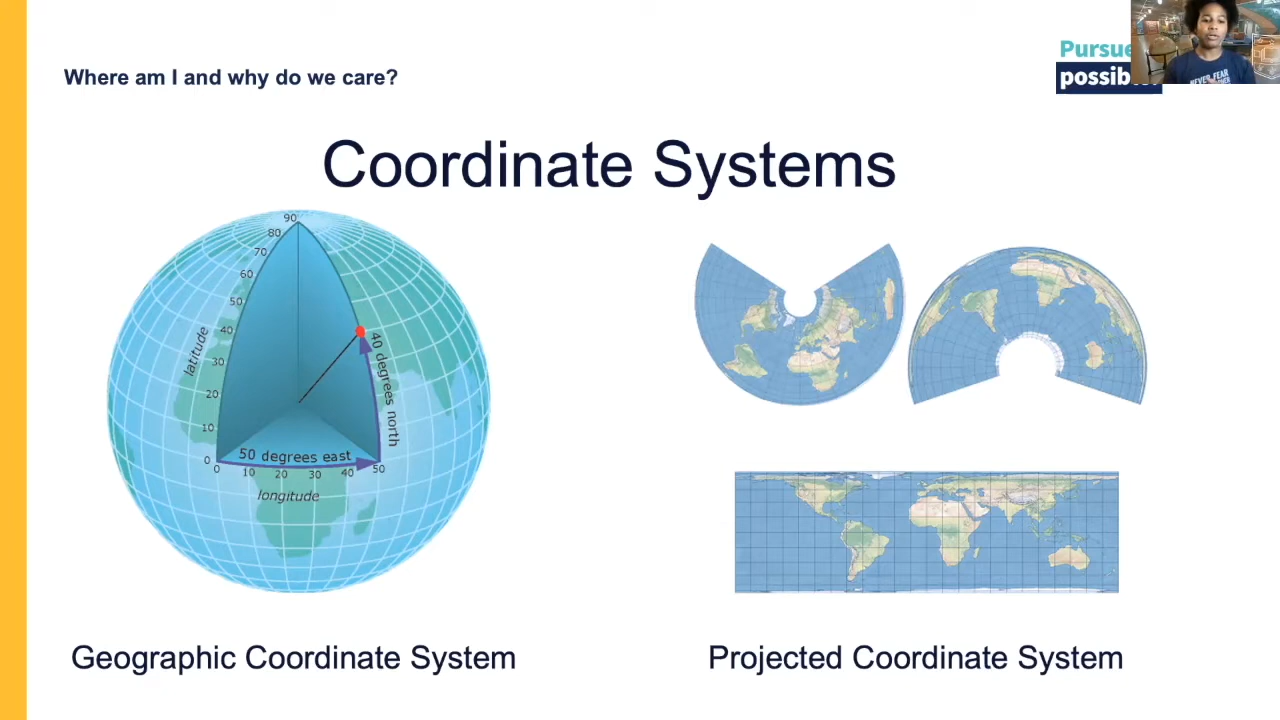 Where am I and why do we care?
Pursue
Coordinate Systems
90
80
70
60
50
40
30
20
10
0
latitude
40 degrees north
50 degrees east
0 10 20 30 40 50
longitude
Geographic Coordinate System
Projected Coordinate System
NEVER FEAR